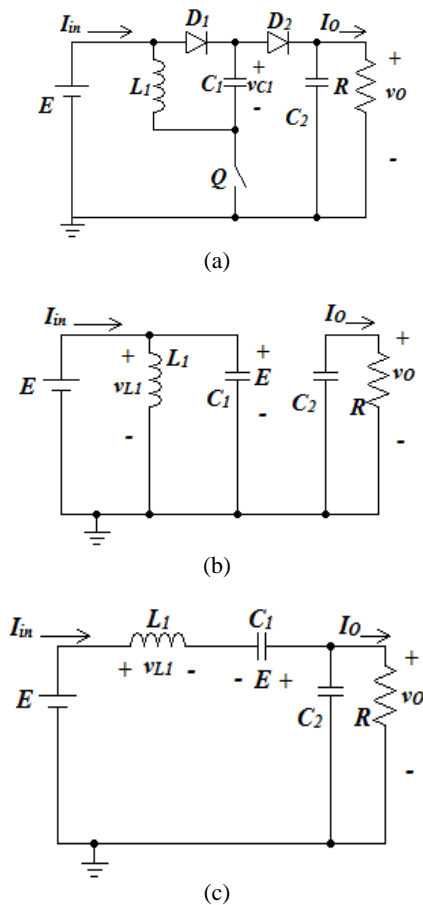 Iin D1 D2 IO
E L1 C1 + vC1 - C2 R + vO -
Q
(a)
Iin IO
E + vL1 - L1 C1 + E - C2 R + vO -
(b)
L1 C1
Iin IO
E + vL1 - - E + C2 R + vO -
(c)